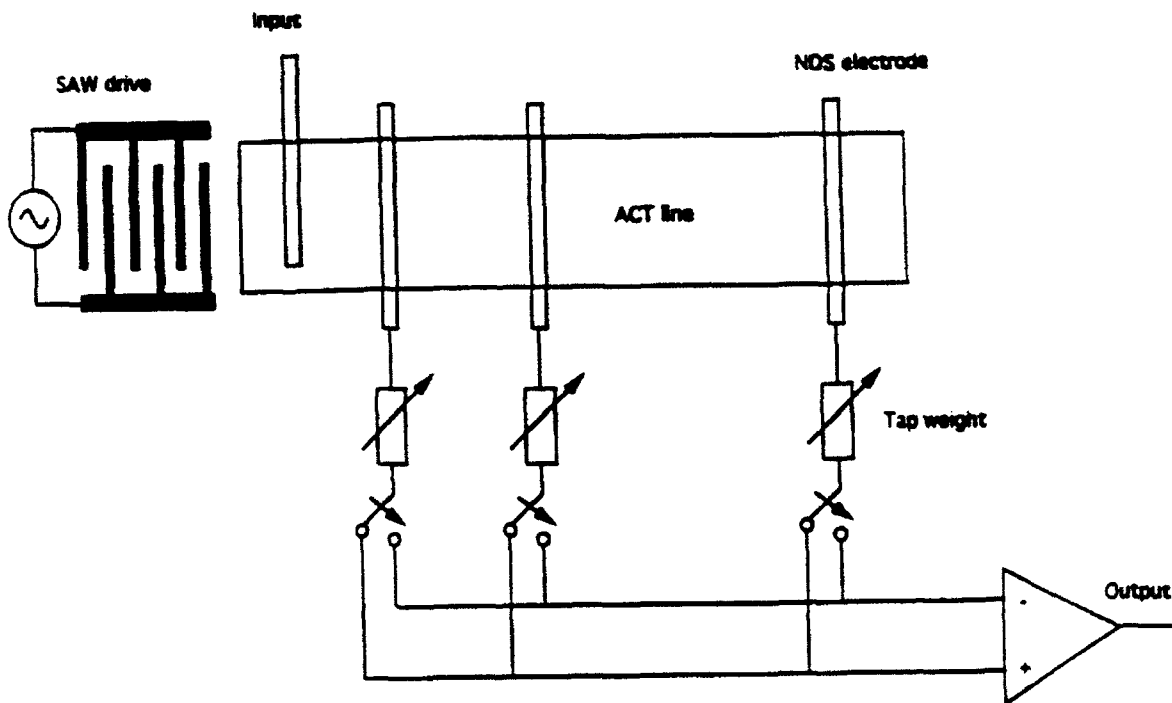 Input
SAW drive
NDS electrode
ACT line
Tap weight
Output
-
+